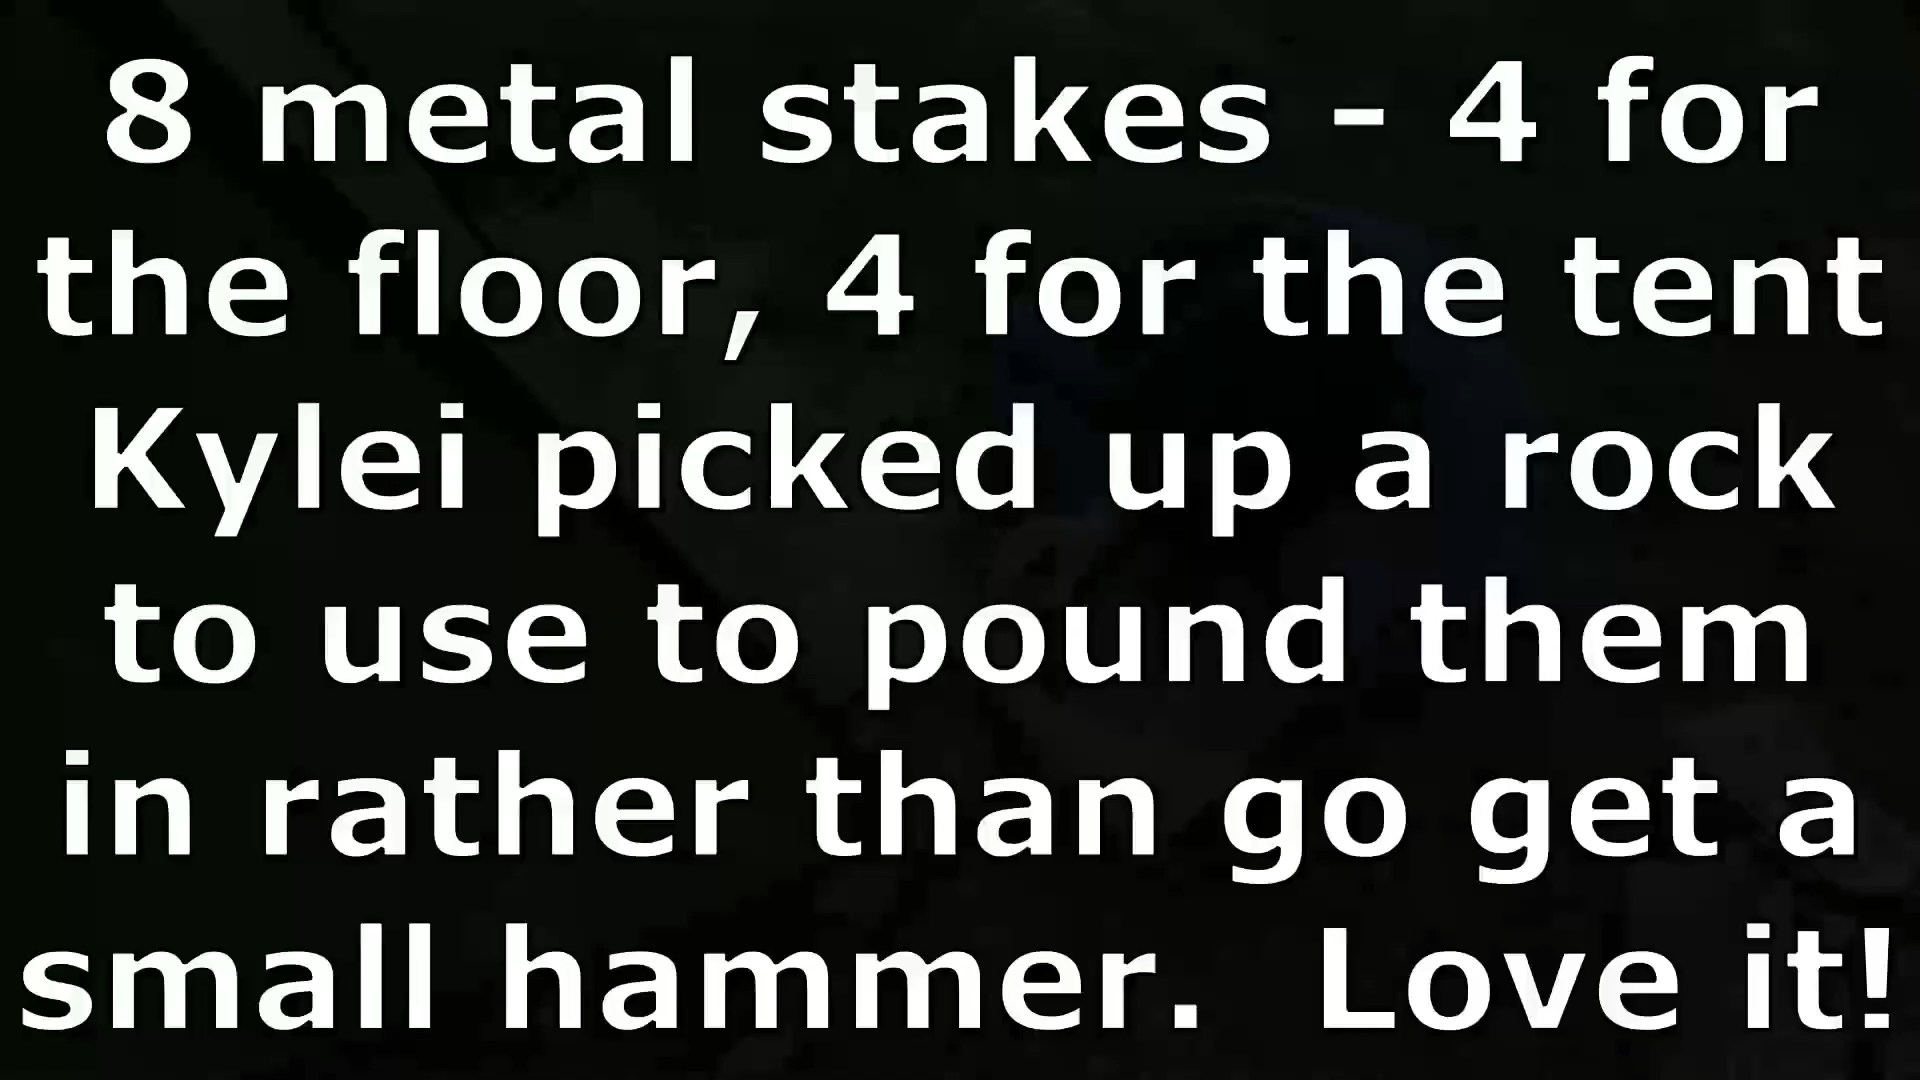 8 metal stakes - 4 for
the floor, 4 for the tent
Kylei picked up a rock
to use to pound them
in rather than go get a
small hammer.  Love it!